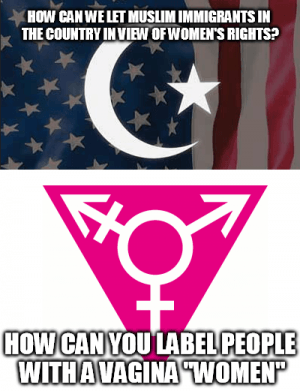 HOW CAN WE LET MUSLIM IMMIGRANTS IN
THE COUNTRY IN VIEW OF WOMEN'S RIGHTS?
HOW CAN YOU LABEL PEOPLE
WITH A VAGINA "WOMEN"